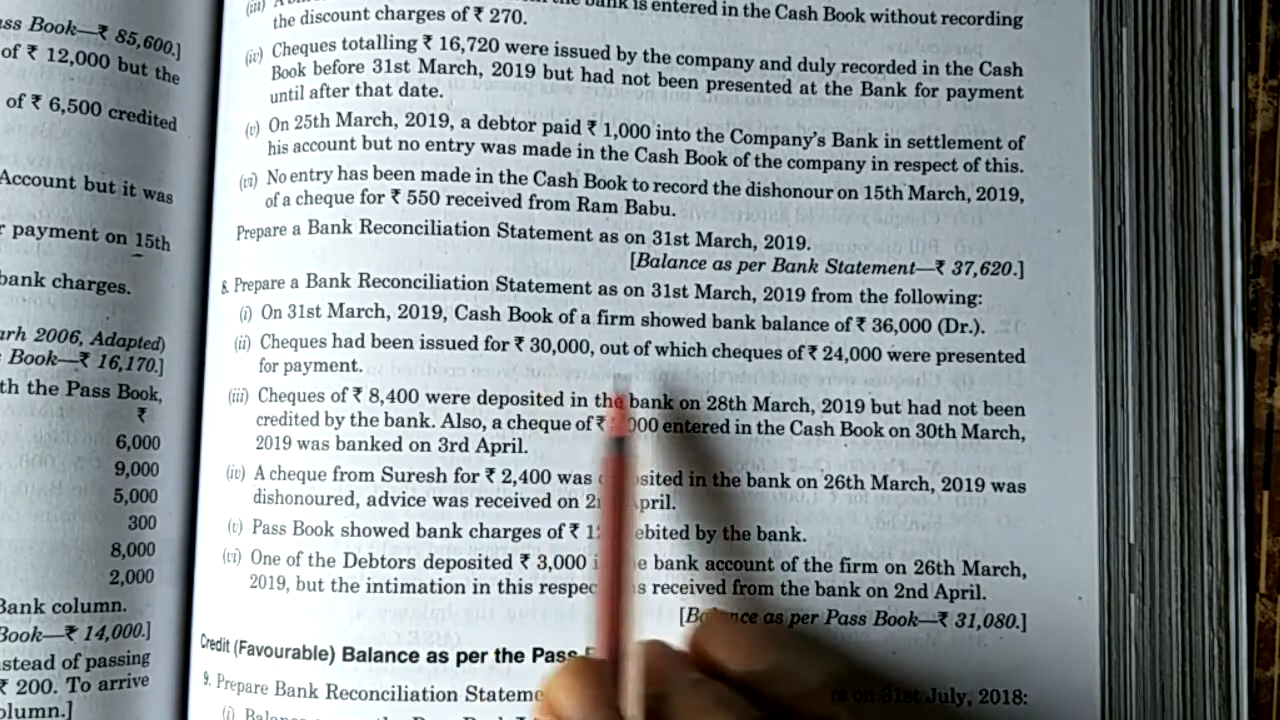 ass Book—₹ 85,600.]
of ₹ 12,000 but the
of ₹ 6,500 credited
Account but it was
payment on 15th
bank charges.
arh 2006, Adapted)
Book—₹ 16,170.]
th the Pass Book,
₹
6,000
9,000
5,000
300
8,000
2,000
Bank column.
Book—₹ 14,000.]
stead of passing
₹ 200. To arrive
olumn.]
(iii) bank is entered in the Cash Book without recording
the discount charges of ₹ 270.
(iv) Cheques totalling ₹ 16,720 were issued by the company and duly recorded in the Cash
Book before 31st March, 2019 but had not been presented at the Bank for payment
until after that date.
(v) On 25th March, 2019, a debtor paid ₹ 1,000 into the Company's Bank in settlement of
his account but no entry was made in the Cash Book of the company in respect of this.
(vi) No entry has been made in the Cash Book to record the dishonour on 15th March, 2019,
of a cheque for ₹ 550 received from Ram Babu.
Prepare a Bank Reconciliation Statement as on 31st March, 2019.
[Balance as per Bank Statement—₹ 37,620.]
8. Prepare a Bank Reconciliation Statement as on 31st March, 2019 from the following:
(i) On 31st March, 2019, Cash Book of a firm showed bank balance of ₹ 36,000 (Dr.).
(ii) Cheques had been issued for ₹ 30,000, out of which cheques of ₹ 24,000 were presented
for payment.
(iii) Cheques of ₹ 8,400 were deposited in the bank on 28th March, 2019 but had not been
credited by the bank. Also, a cheque of ₹ 000 entered in the Cash Book on 30th March,
2019 was banked on 3rd April.
(iv) A cheque from Suresh for ₹ 2,400 was sited in the bank on 26th March, 2019 was
dishonoured, advice was received on 2 pril.
(v) Pass Book showed bank charges of ₹ 1 ebited by the bank.
(vi) One of the Debtors deposited ₹ 3,000 e bank account of the firm on 26th March,
2019, but the intimation in this respec s received from the bank on 2nd April.
[Ba nce as per Pass Book—₹ 31,080.]
Credit (Favourable) Balance as per the Pass
9. Prepare Bank Reconciliation Stateme on 31st July, 2018:
(i)